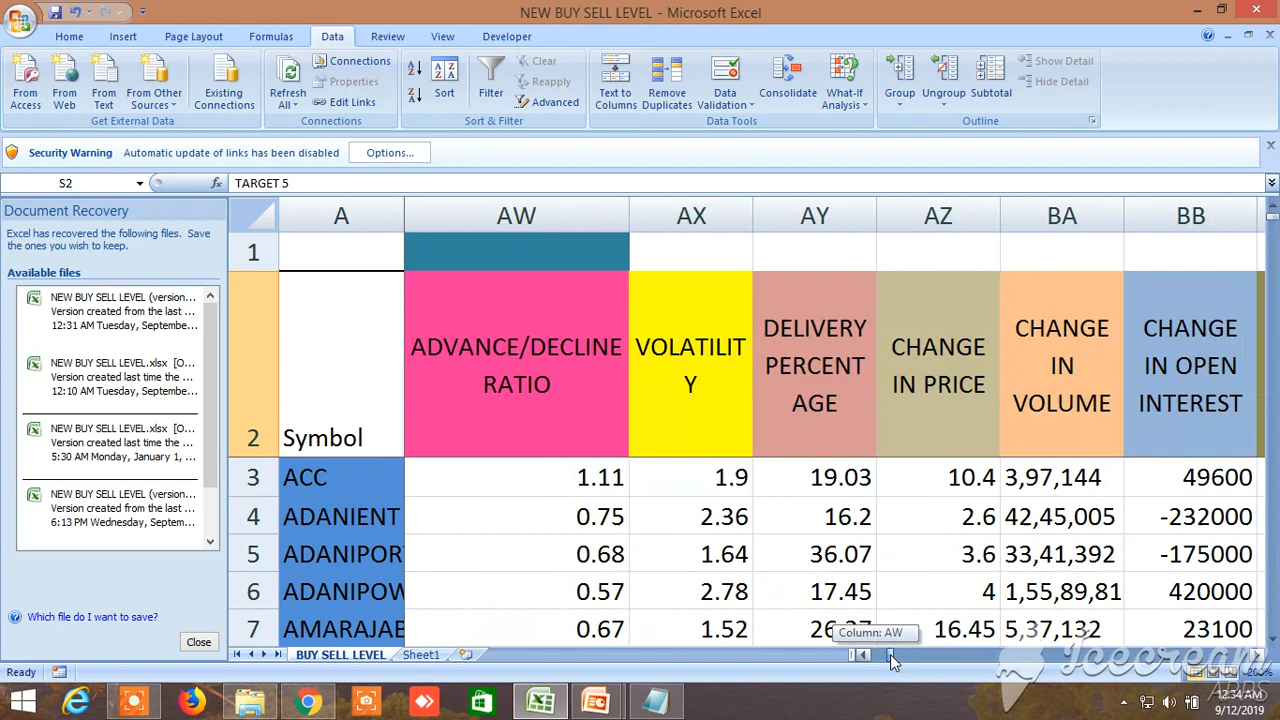 NEW BUY SELL LEVEL - Microsoft Excel
Home Insert Page Layout Formulas Data Review View Developer
From Access
From Web
From Text
From Other Sources
Existing Connections
Get External Data
Refresh All
Connections
Properties
Edit Links
Connections
Sort
Filter
Clear
Reapply
Advanced
Sort & Filter
Text to Columns
Remove Duplicates
Data Validation
Consolidate
What-If Analysis
Data Tools
Group
Ungroup
Subtotal
Show Detail
Hide Detail
Outline
Security Warning Automatic update of links has been disabled Options...
S2 fx TARGET 5
Document Recovery
Excel has recovered the following files. Save
the ones you wish to keep.
Available files
NEW BUY SELL LEVEL (version...
Version created from the last ...
12:31 AM Tuesday, Septembe...
NEW BUY SELL LEVEL.xlsx [O...
Version created last time the ...
12:10 AM Tuesday, Septembe...
NEW BUY SELL LEVEL.xlsx [O...
Version created last time the ...
5:30 AM Monday, January 1, ...
NEW BUY SELL LEVEL (version...
Version created from the last ...
6:13 PM Wednesday, Septem...
Which file do I want to save?
Close
A AW AX AY AZ BA BB
1
2 Symbol
ADVANCE/DECLINE
RATIO
VOLATILIT
Y
DELIVERY
PERCENT
AGE
CHANGE
IN PRICE
CHANGE
IN
VOLUME
CHANGE
IN OPEN
INTEREST
3 ACC 1.11 1.9 19.03 10.4 3,97,144 49600
4 ADANIENT 0.75 2.36 16.2 2.6 42,45,005 -232000
5 ADANIPOR 0.68 1.64 36.07 3.6 33,41,392 -175000
6 ADANIPOW 0.57 2.78 17.45 4 1,55,89,81 420000
7 AMARAJAB 0.67 1.52 16.45 5,37,132 23100
Column: AW
BUY SELL LEVEL Sheet1
Ready
Icecream
APPS
12:34 AM
9/12/2019